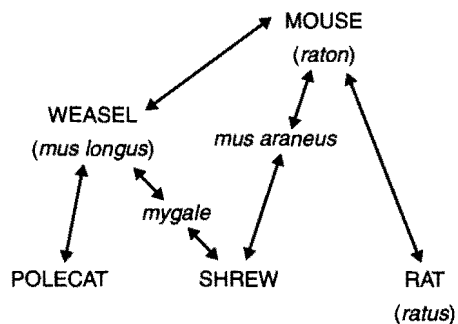 MOUSE
(raton)
WEASEL
(mus longus)
mus araneus
mygale
POLECAT
SHREW
RAT
(ratus)